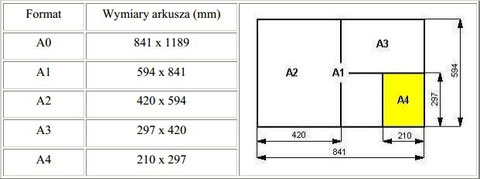 Format Wymiary arkusza (mm)
A0 841 x 1189
A1 594 x 841
A2 420 x 594
A3 297 x 420
A4 210 x 297
A3
A2 A1
A4
594
297
420 210
841